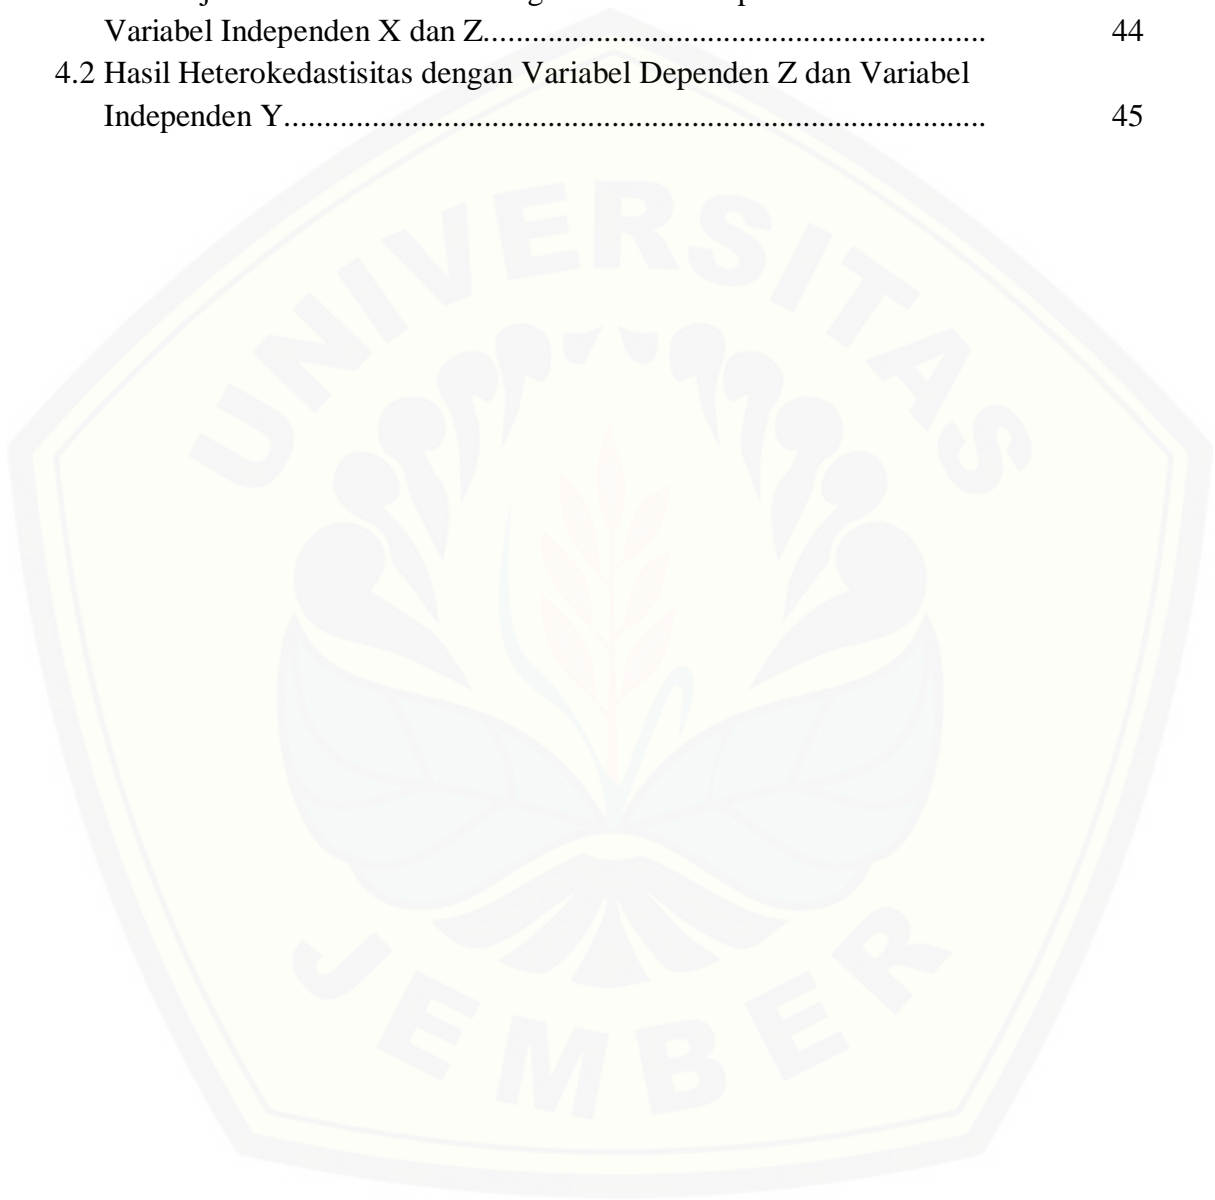 Variabel Independen X dan Z.............................................................. 44
4.2 Hasil Heterokedastisitas dengan Variabel Dependen Z dan Variabel
Independen Y...................................................................................... 45
UNIVERSITAS
JEMBER